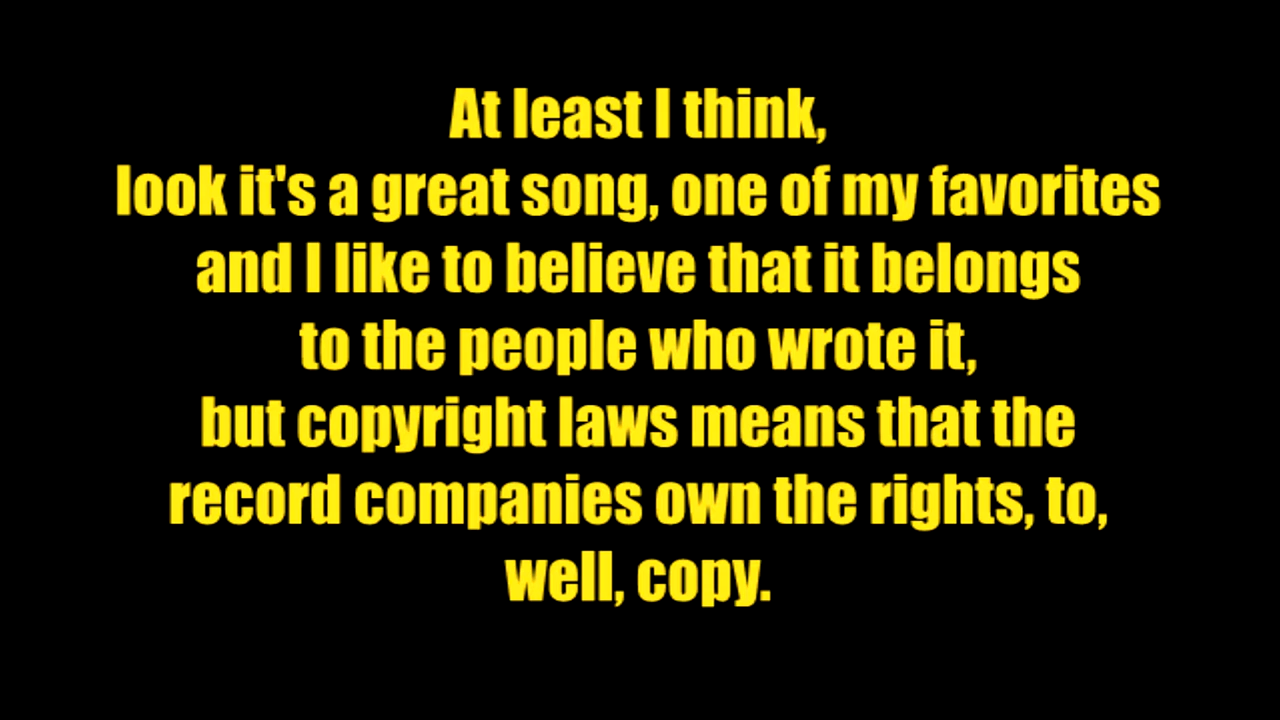 At least I think,
look it's a great song, one of my favorites
and I like to believe that it belongs
to the people who wrote it,
but copyright laws means that the
record companies own the rights, to,
well, copy.